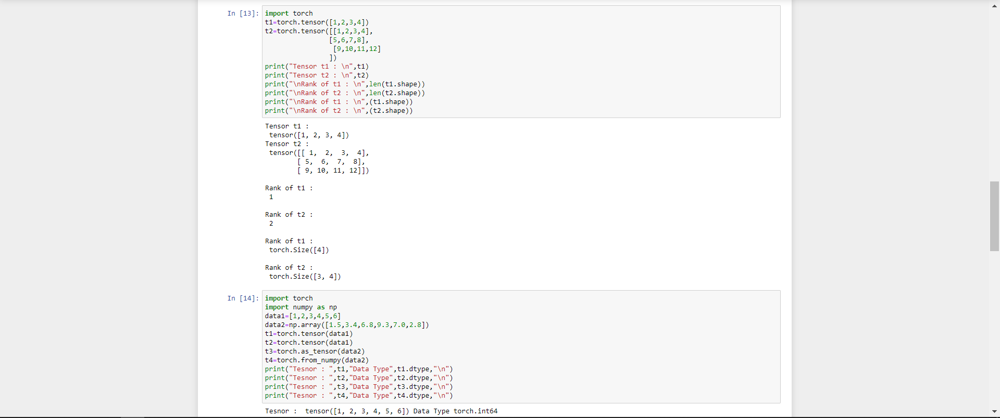 In [13]: import torch
t1=torch.tensor([1,2,3,4])
t2=torch.tensor([[1,2,3,4],
[5,6,7,8],
[9,10,11,12]
])
print("Tensor t1 : \n",t1)
print("Tensor t2 : \n",t2)
print("\nRank of t1 : \n",len(t1.shape))
print("\nRank of t2 : \n",len(t2.shape))
print("\nRank of t1 : \n",(t1.shape))
print("\nRank of t2 : \n",(t2.shape))
Tensor t1 :
tensor([1, 2, 3, 4])
Tensor t2 :
tensor([[ 1,  2,  3,  4],
[ 5,  6,  7,  8],
[ 9, 10, 11, 12]])
Rank of t1 :
1
Rank of t2 :
2
Rank of t1 :
torch.Size([4])
Rank of t2 :
torch.Size([3, 4])
In [14]: import torch
import numpy as np
data1=[1,2,3,4,5,6]
data2=np.array([1.5,3.4,6.8,9.3,7.0,2.8])
t1=torch.tensor(data1)
t2=torch.tensor(data1)
t3=torch.as_tensor(data2)
t4=torch.from_numpy(data2)
print("Tesnor : ",t1,"Data Type",t1.dtype,"\n")
print("Tesnor : ",t2,"Data Type",t2.dtype,"\n")
print("Tesnor : ",t3,"Data Type",t3.dtype,"\n")
print("Tesnor : ",t4,"Data Type",t4.dtype,"\n")
Tesnor :  tensor([1, 2, 3, 4, 5, 6]) Data Type torch.int64